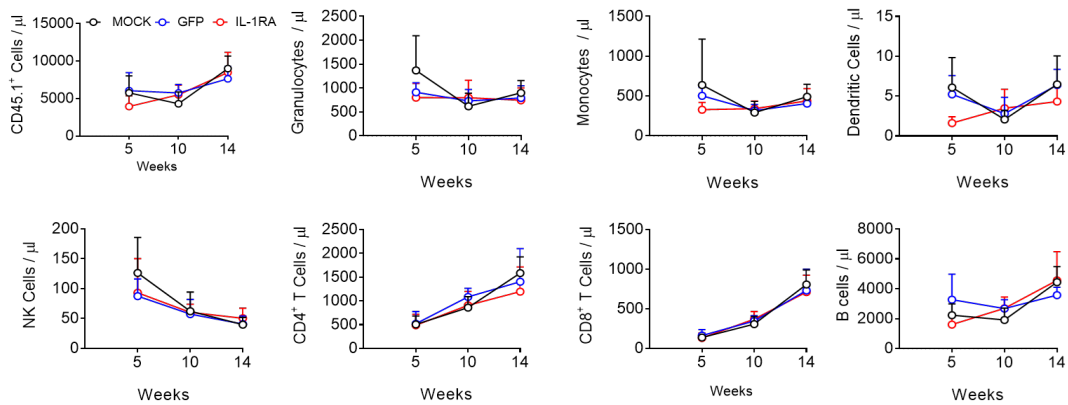 MOCK GFP IL-1RA
CD45.1+ Cells / µl
15000
10000
5000
0
5 10 14
Weeks
Granulocytes / µl
2500
2000
1500
1000
500
0
5 10 14
Weeks
Monocytes / µl
1500
1000
500
0
5 10 14
Weeks
Dendritic Cells / µl
15
10
5
0
5 10 14
Weeks
NK Cells / µl
200
150
100
50
0
5 10 14
Weeks
CD4+ T Cells / µl
2500
2000
1500
1000
500
0
5 10 14
Weeks
CD8+ T Cells / µl
1500
1000
500
0
5 10 14
Weeks
B cells / µl
8000
6000
4000
2000
0
5 10 14
Weeks